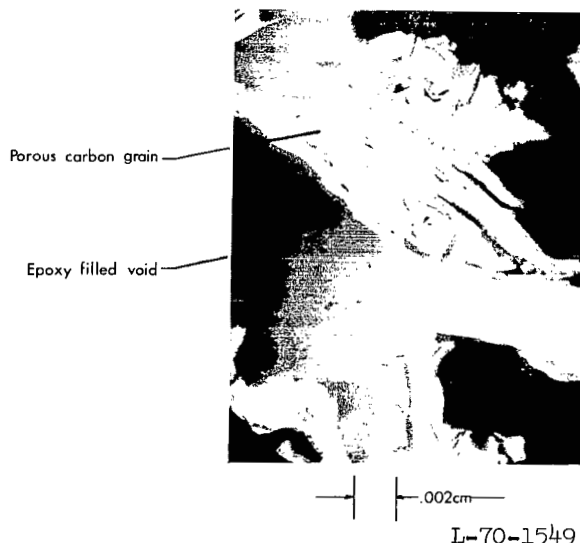 Porous carbon grain
Epoxy filled void
.002cm
L-70-1549